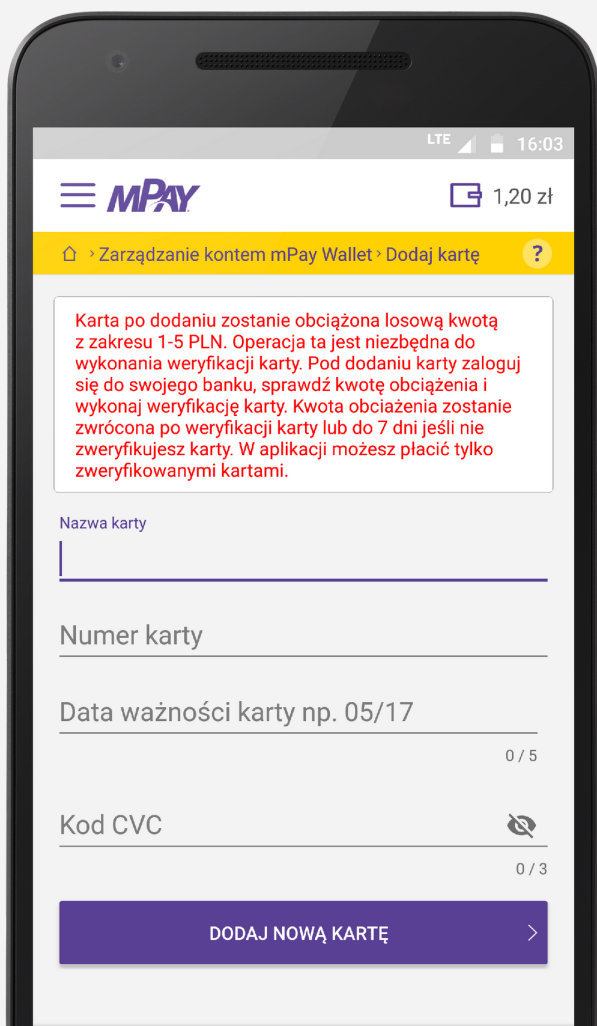 LTE 16:03
mPAY 1,20 zł
› Zarządzanie kontem mPay Wallet › Dodaj kartę ?
Karta po dodaniu zostanie obciążona losową kwotą
z zakresu 1-5 PLN. Operacja ta jest niezbędna do
wykonania weryfikacji karty. Pod dodaniu karty zaloguj
się do swojego banku, sprawdź kwotę obciążenia i
wykonaj weryfikację karty. Kwota obciażenia zostanie
zwrócona po weryfikacji karty lub do 7 dni jeśli nie
zweryfikujesz karty. W aplikacji możesz płacić tylko
zweryfikowanymi kartami.
Nazwa karty
Numer karty
Data ważności karty np. 05/17
0 / 5
Kod CVC
0 / 3
DODAJ NOWĄ KARTĘ